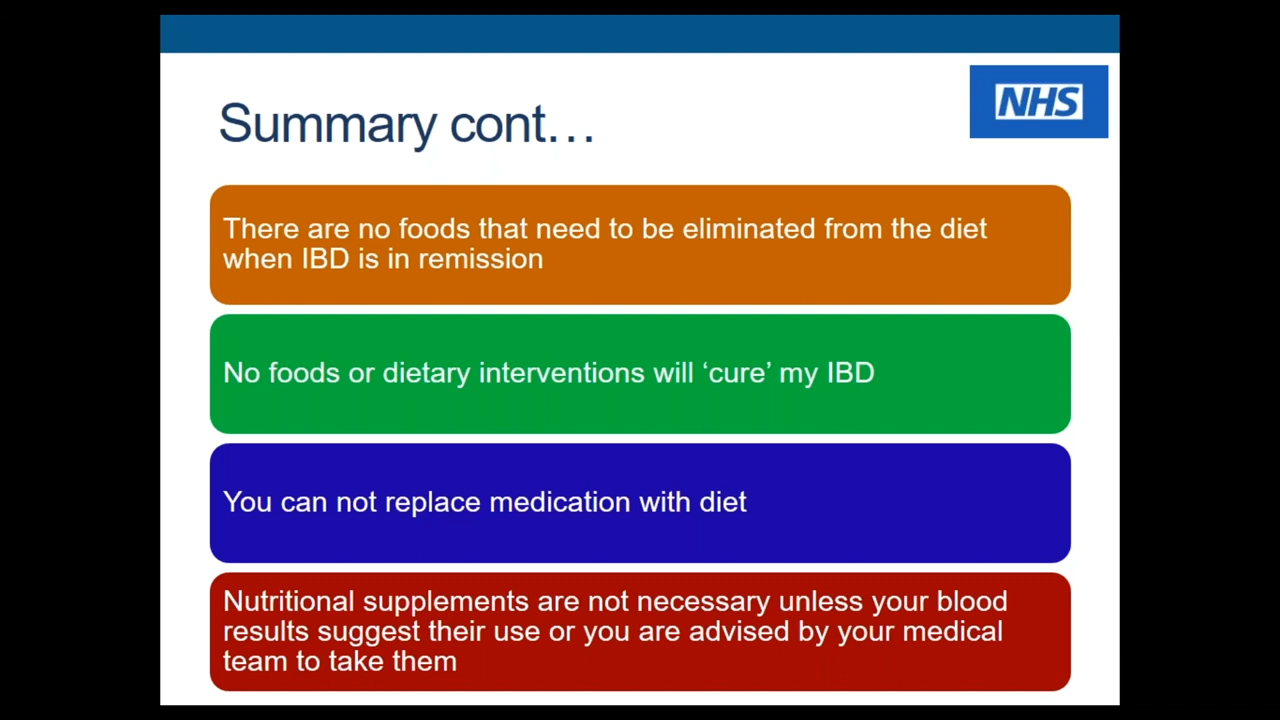 NHS
Summary cont…
There are no foods that need to be eliminated from the diet
when IBD is in remission
No foods or dietary interventions will ‘cure’ my IBD
You can not replace medication with diet
Nutritional supplements are not necessary unless your blood
results suggest their use or you are advised by your medical
team to take them